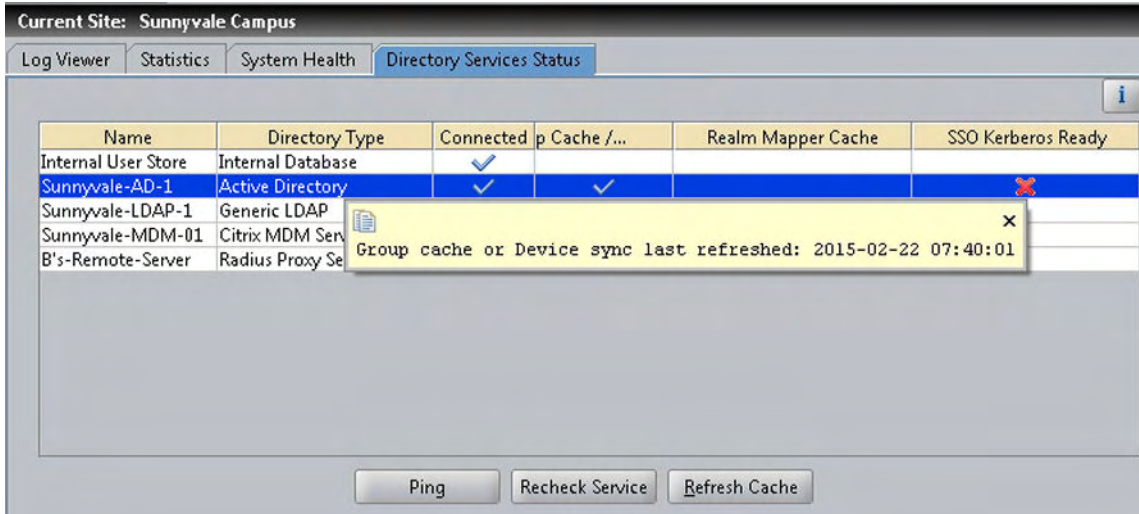 Current Site: Sunnyvale Campus
Log Viewer Statistics System Health Directory Services Status
i
Name Directory Type Connected p Cache /... Realm Mapper Cache SSO Kerberos Ready
Internal User Store Internal Database
Sunnyvale-AD-1 Active Directory
Sunnyvale-LDAP-1 Generic LDAP
Sunnyvale-MDM-01 Citrix MDM Serv
B's-Remote-Server Radius Proxy Se
Group cache or Device sync last refreshed: 2015-02-22 07:40:01
Ping Recheck Service Refresh Cache